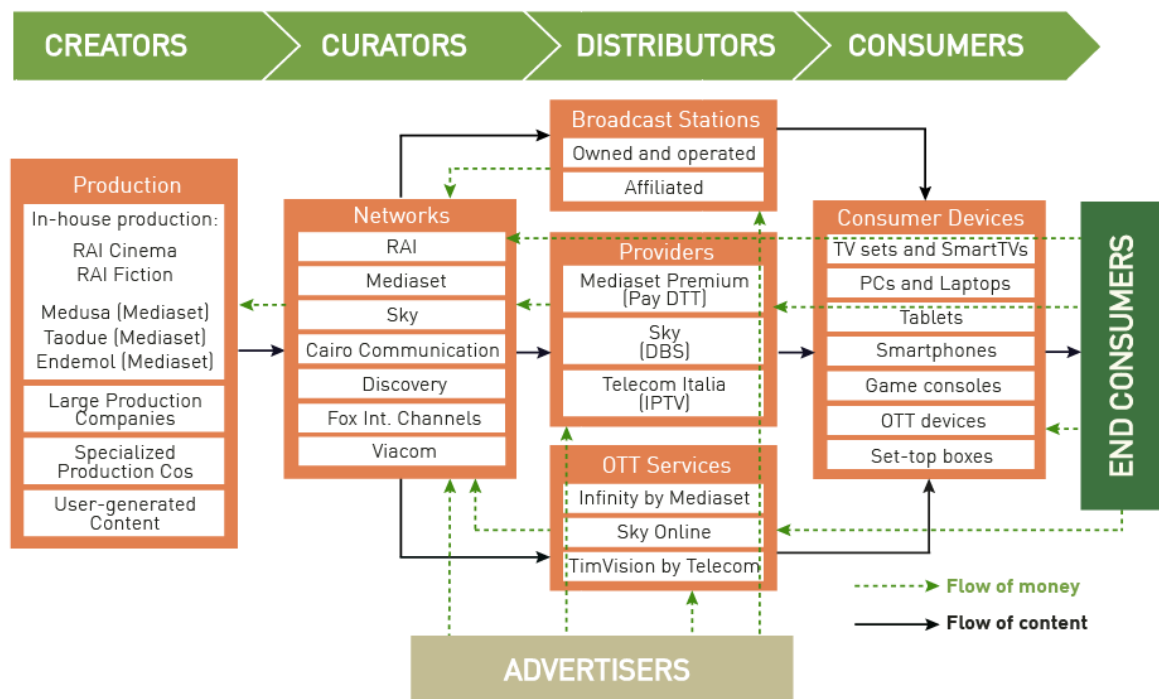 CREATORS
CURATORS
DISTRIBUTORS
CONSUMERS
Production
In-house production:
RAI Cinema
RAI Fiction
Medusa (Mediaset)
Taodue (Mediaset)
Endemol (Mediaset)
Large Production
Companies
Specialized
Production Cos
User-generated
Content
Networks
RAI
Mediaset
Sky
Cairo Communication
Discovery
Fox Int. Channels
Viacom
Broadcast Stations
Owned and operated
Affiliated
Providers
Mediaset Premium
(Pay DTT)
Sky
(DBS)
Telecom Italia
(IPTV)
OTT Services
Infinity by Mediaset
Sky Online
TimVision by Telecom
Consumer Devices
TV sets and SmartTVs
PCs and Laptops
Tablets
Smartphones
Game consoles
OTT devices
Set-top boxes
END CONSUMERS
Flow of money
Flow of content
ADVERTISERS